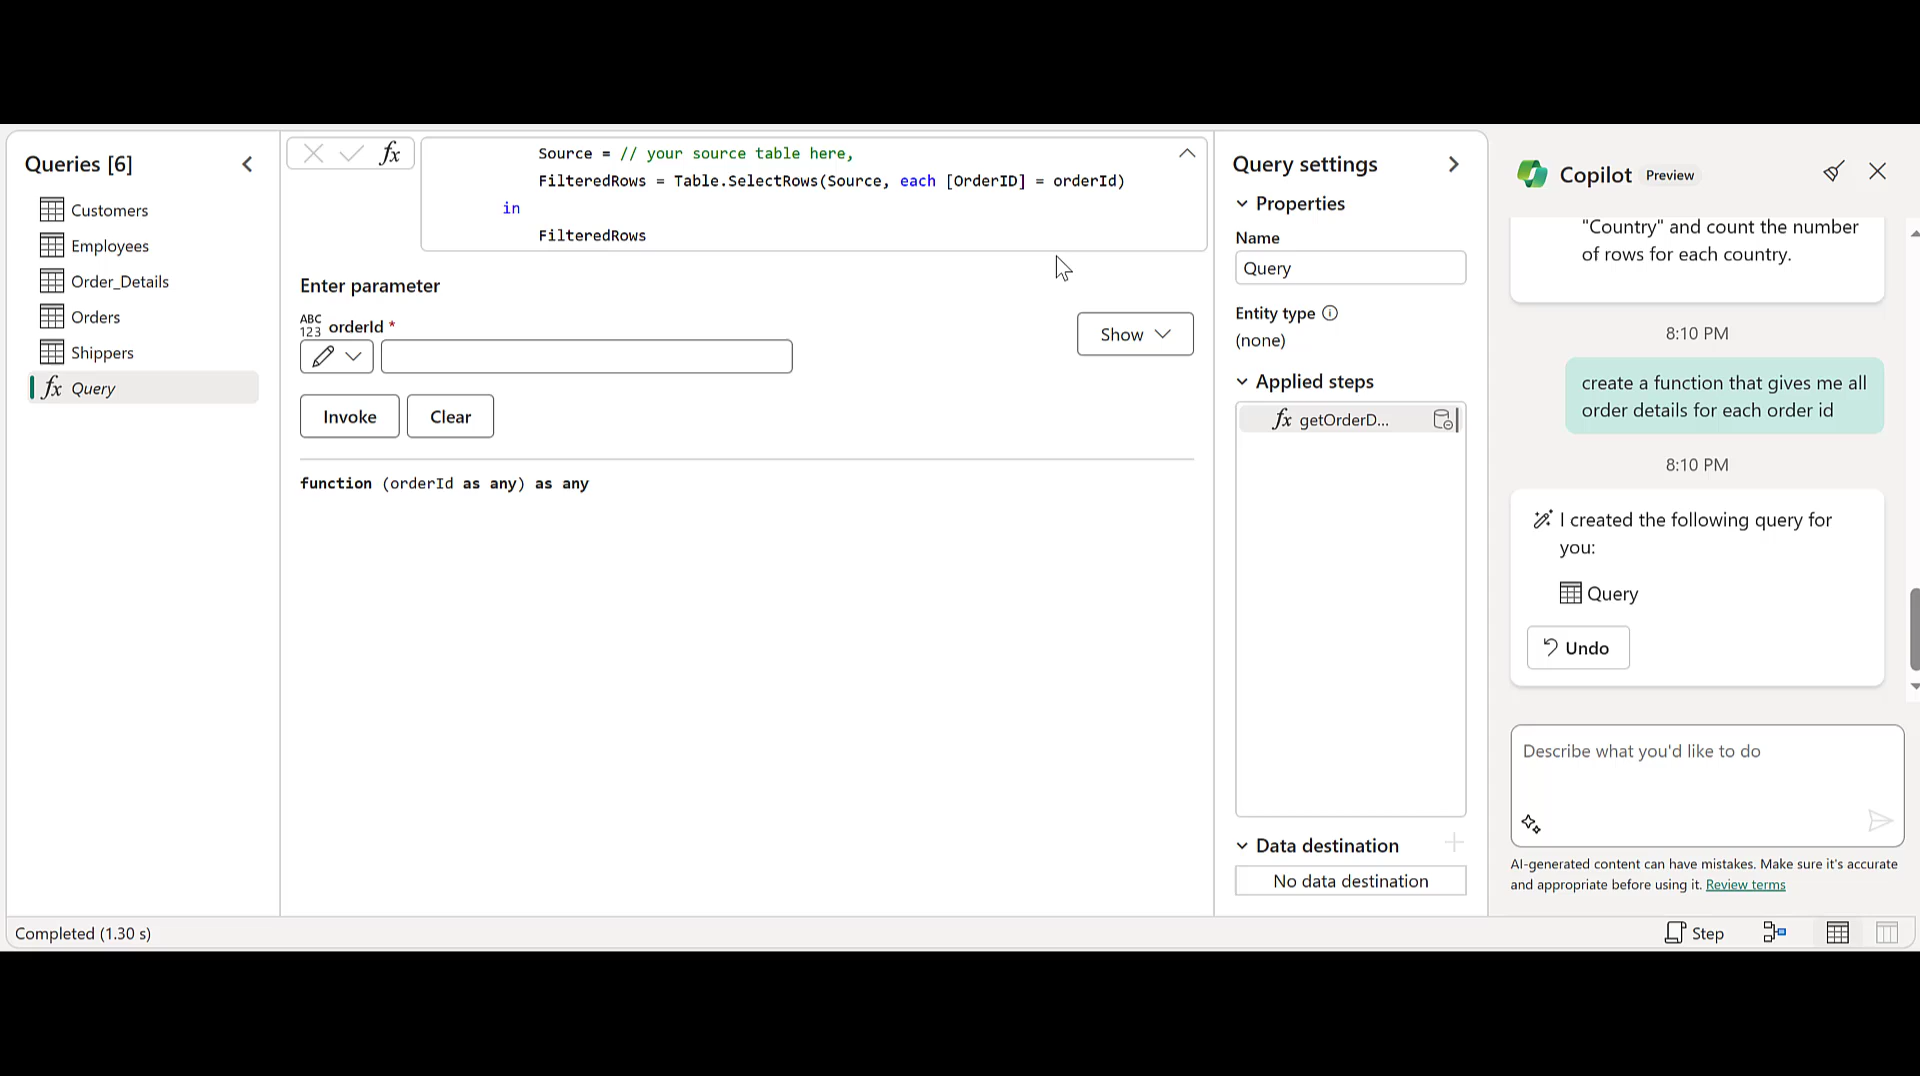 Queries [6]
Customers
Employees
Order_Details
Orders
Shippers
fx Query
fx
Source = // your source table here,
FilteredRows = Table.SelectRows(Source, each [OrderID] = orderId)
in
FilteredRows
Enter parameter
ABC
123 orderId *
Show
Invoke
Clear
function (orderId as any) as any
Query settings
Properties
Name
Query
Entity type
(none)
Applied steps
fx getOrderD...
Data destination
No data destination
Copilot Preview
"Country" and count the number
of rows for each country.
8:10 PM
create a function that gives me all
order details for each order id
8:10 PM
I created the following query for
you:
Query
Undo
Describe what you'd like to do
AI-generated content can have mistakes. Make sure it's accurate
and appropriate before using it. Review terms
Completed (1.30 s)
Step